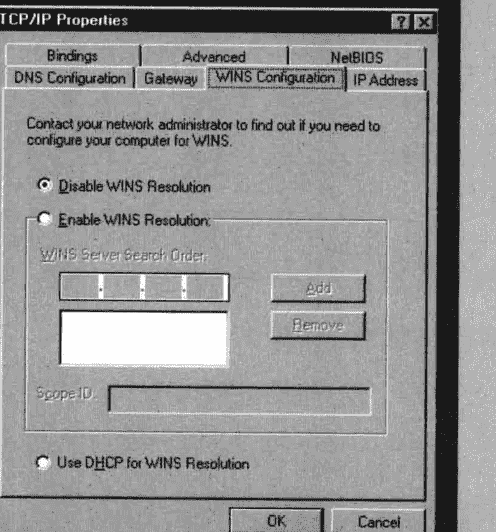 TCP/IP Properties
Bindings Advanced NetBIOS
DNS Configuration Gateway WINS Configuration IP Address
Contact your network administrator to find out if you need to
configure your computer for WINS.
Disable WINS Resolution
Enable WINS Resolution:
WINS Server Search Order:
Add
Remove
Scope ID:
Use DHCP for WINS Resolution
OK Cancel